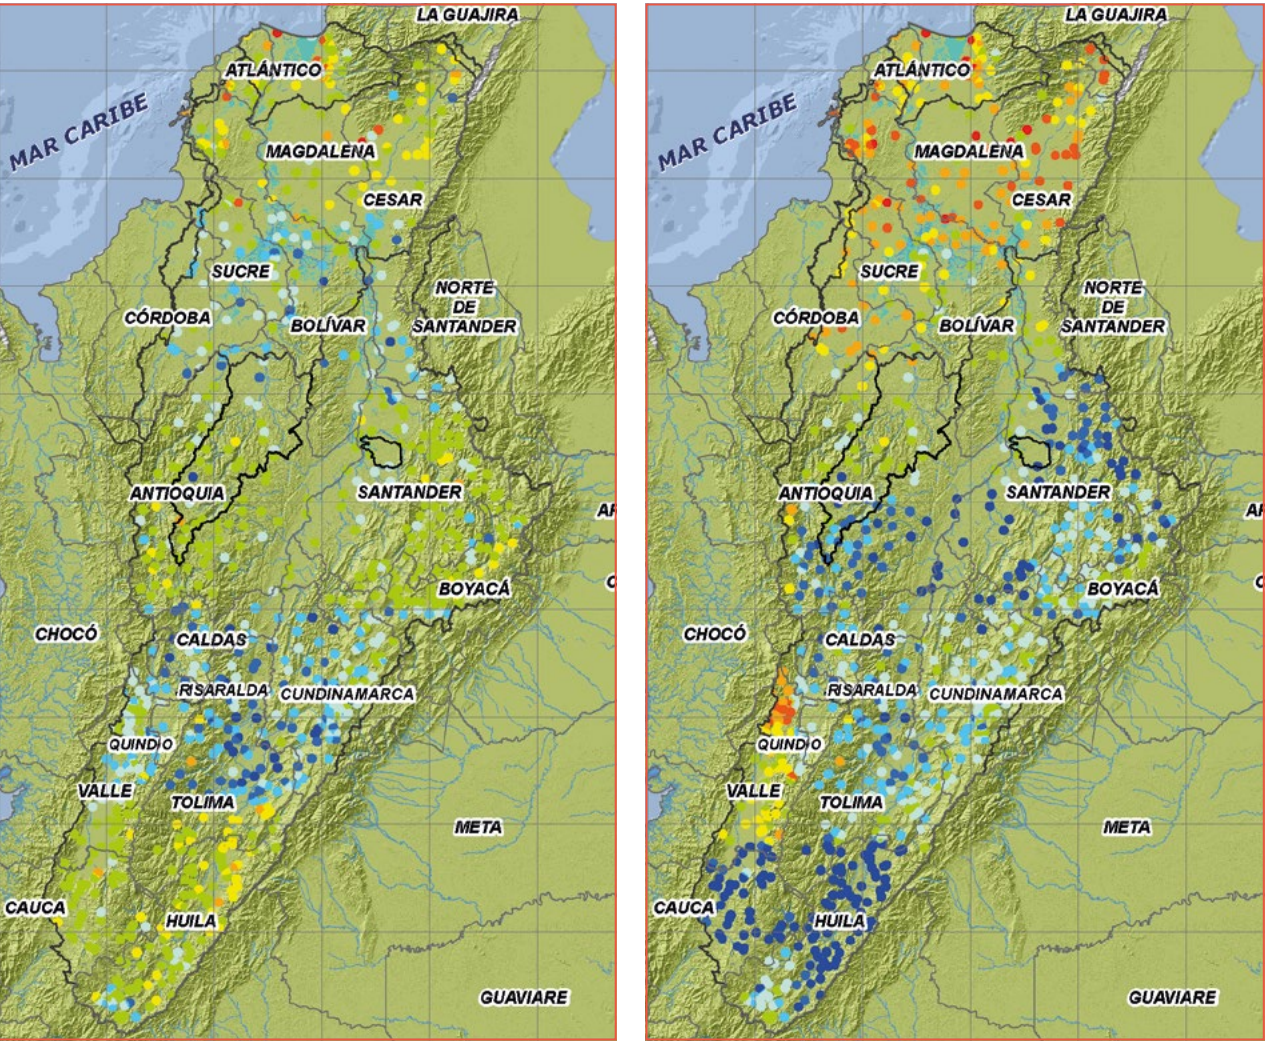 LA GUAJIRA
ATLÁNTICO
MAR CARIBE
MAGDALENA
CESAR
SUCRE
NORTE
DE
SANTANDER
CÓRDOBA
BOLÍVAR
ANTIOQUIA
SANTANDER
BOYACÁ
CHOCÓ
CALDAS
RISARALDA
CUNDINAMARCA
QUINDIO
VALLE
TOLIMA
META
CAUCA
HUILA
GUAVIARE
LA GUAJIRA
ATLÁNTICO
MAR CARIBE
MAGDALENA
CESAR
SUCRE
NORTE
DE
SANTANDER
CÓRDOBA
BOLÍVAR
ANTIOQUIA
SANTANDER
BOYACÁ
CHOCÓ
CALDAS
RISARALDA
CUNDINAMARCA
QUINDIO
VALLE
TOLIMA
META
CAUCA
HUILA
GUAVIARE